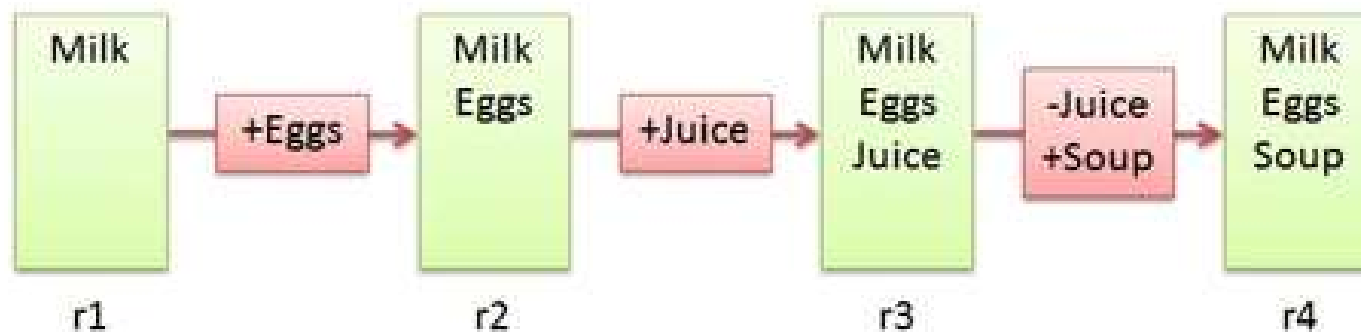 Milk
+Eggs
Milk
Eggs
+Juice
Milk
Eggs
Juice
-Juice
+Soup
Milk
Eggs
Soup
r1
r2
r3
r4